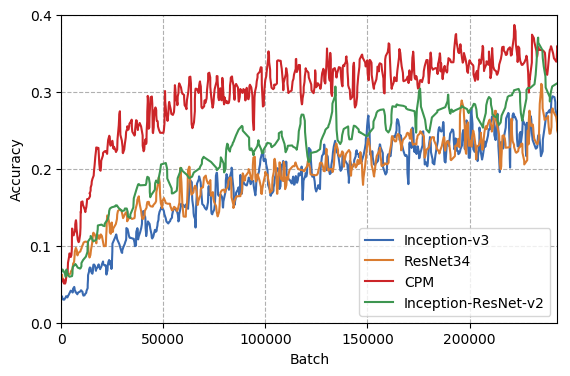 0.4
0.3
0.2
0.1
0.0
Accuracy
0
50000
100000
150000
200000
Batch
Inception-v3
ResNet34
CPM
Inception-ResNet-v2